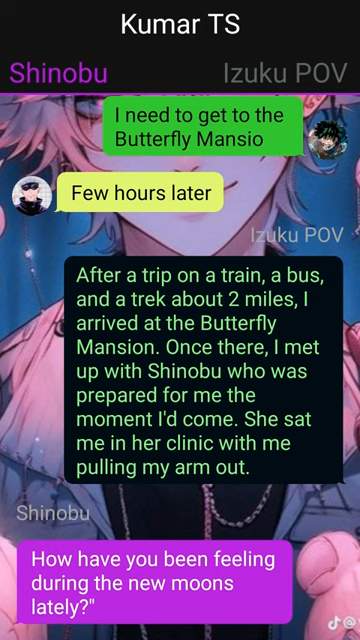 Kumar TS
Shinobu
Izuku POV
I need to get to the
Butterfly Mansio
Few hours later
Izuku POV
After a trip on a train, a bus,
and a trek about 2 miles, I
arrived at the Butterfly
Mansion. Once there, I met
up with Shinobu who was
prepared for me the
moment I'd come. She sat
me in her clinic with me
pulling my arm out.
Shinobu
How have you been feeling
during the new moons
lately?"
@